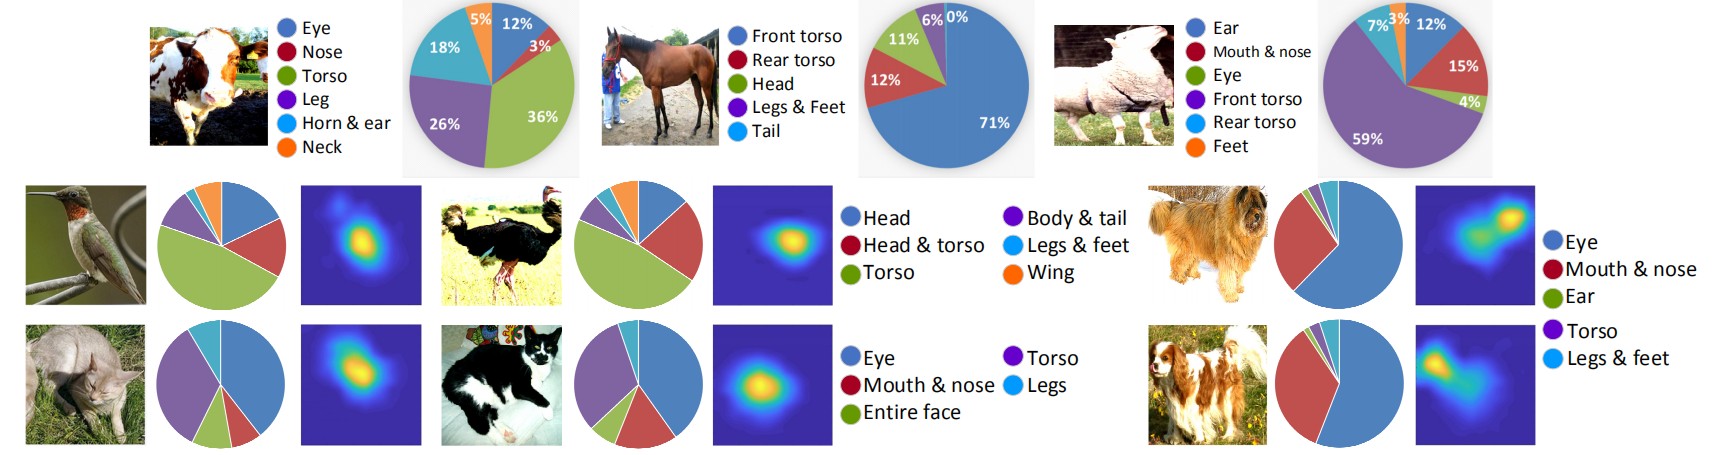 Eye
Nose
Torso
Leg
Horn & ear
Neck
5%
12%
3%
18%
26%
36%
Front torso
Rear torso
Head
Legs & Feet
Tail
6%
0%
11%
12%
71%
Ear
Mouth & nose
Eye
Front torso
Rear torso
Feet
7%
3%
12%
15%
4%
59%
Head
Head & torso
Torso
Body & tail
Legs & feet
Wing
Eye
Mouth & nose
Ear
Torso
Legs & feet
Eye
Mouth & nose
Entire face
Torso
Legs